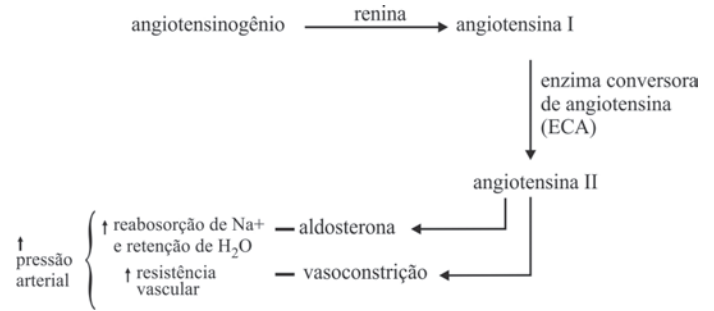 renina
angiotensinogênio → angiotensina I
enzima conversora
de angiotensina
(ECA)
angiotensina II
↑ reabosorção de Na+ — aldosterona
e retenção de H₂O
↑
pressão
arterial
↑ resistência — vasoconstrição
vascular